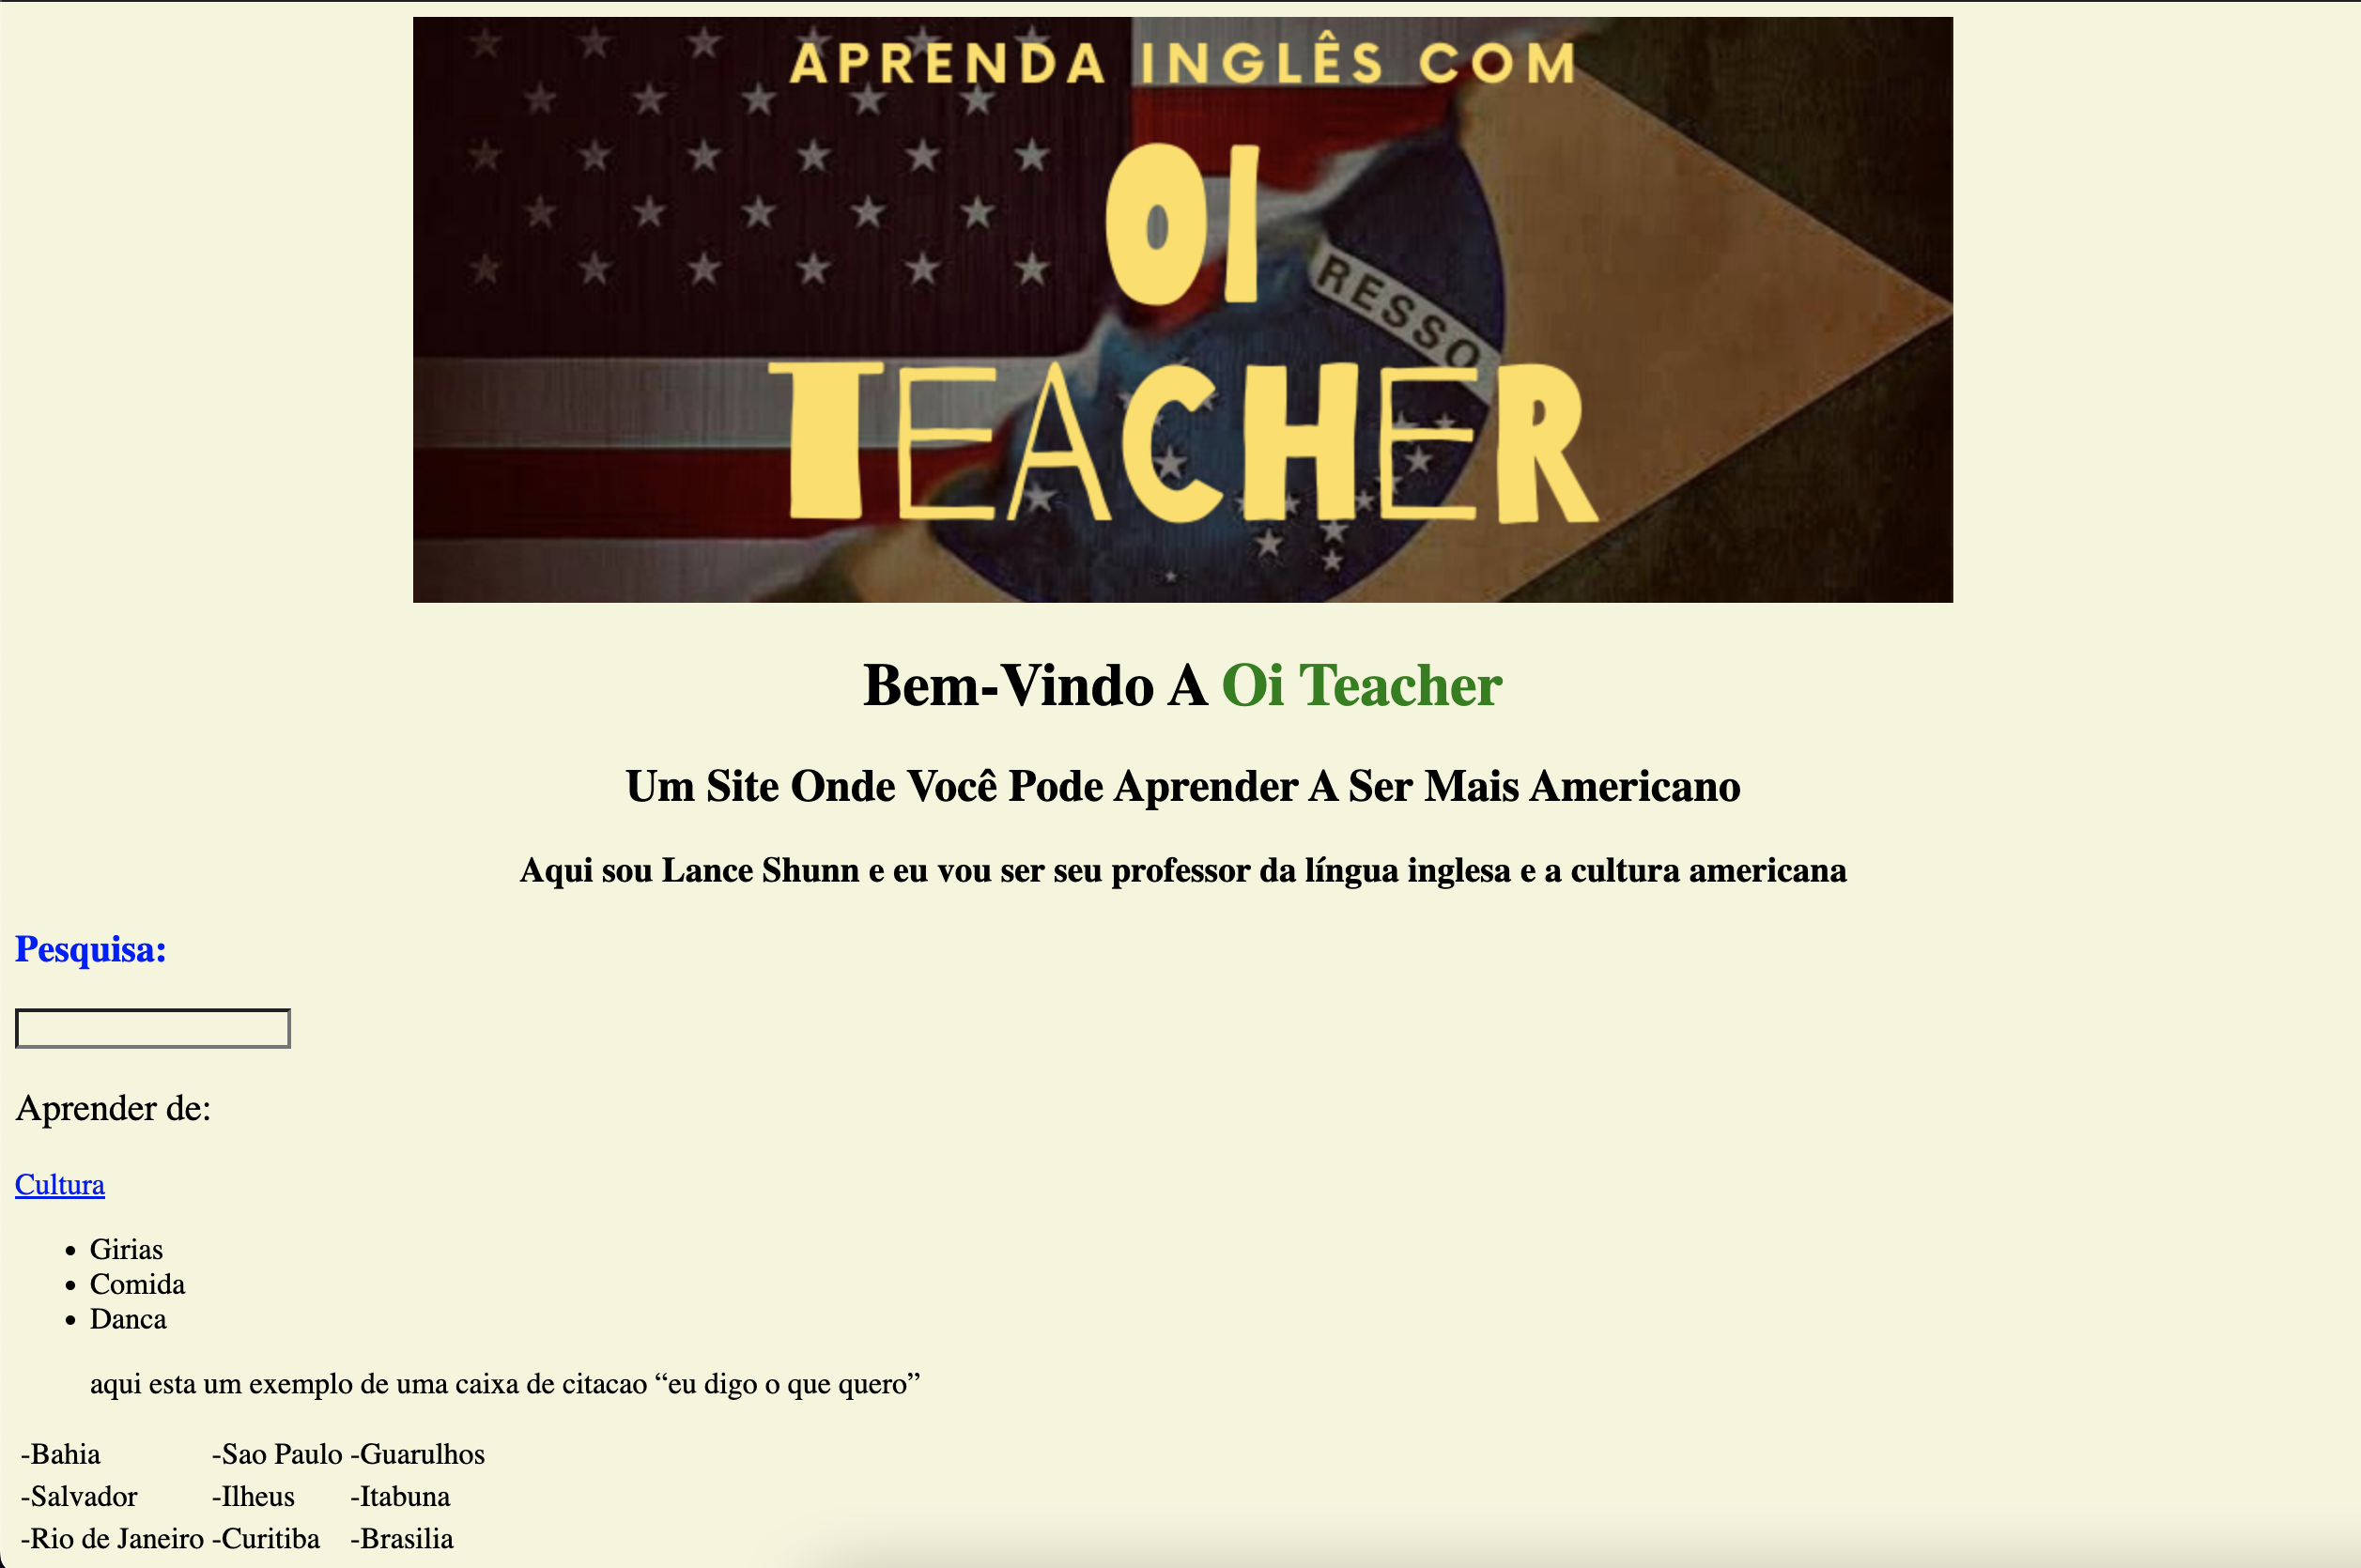 APRENDA INGLÊS COM
OI
RESSO
TEACHER
Bem-Vindo A Oi Teacher
Um Site Onde Você Pode Aprender A Ser Mais Americano
Aqui sou Lance Shunn e eu vou ser seu professor da língua inglesa e a cultura americana
Pesquisa:
Aprender de:
Cultura
• Girias
• Comida
• Danca
aqui esta um exemplo de uma caixa de citacao “eu digo o que quero”
-Bahia -Sao Paulo -Guarulhos
-Salvador -Ilheus -Itabuna
-Rio de Janeiro -Curitiba -Brasilia